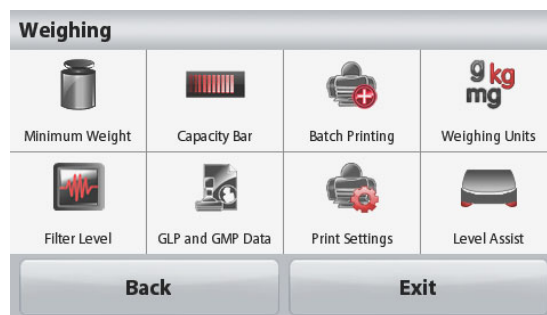 Weighing
g kg
mg
Minimum Weight
Capacity Bar
Batch Printing
Weighing Units
Filter Level
GLP and GMP Data
Print Settings
Level Assist
Back
Exit